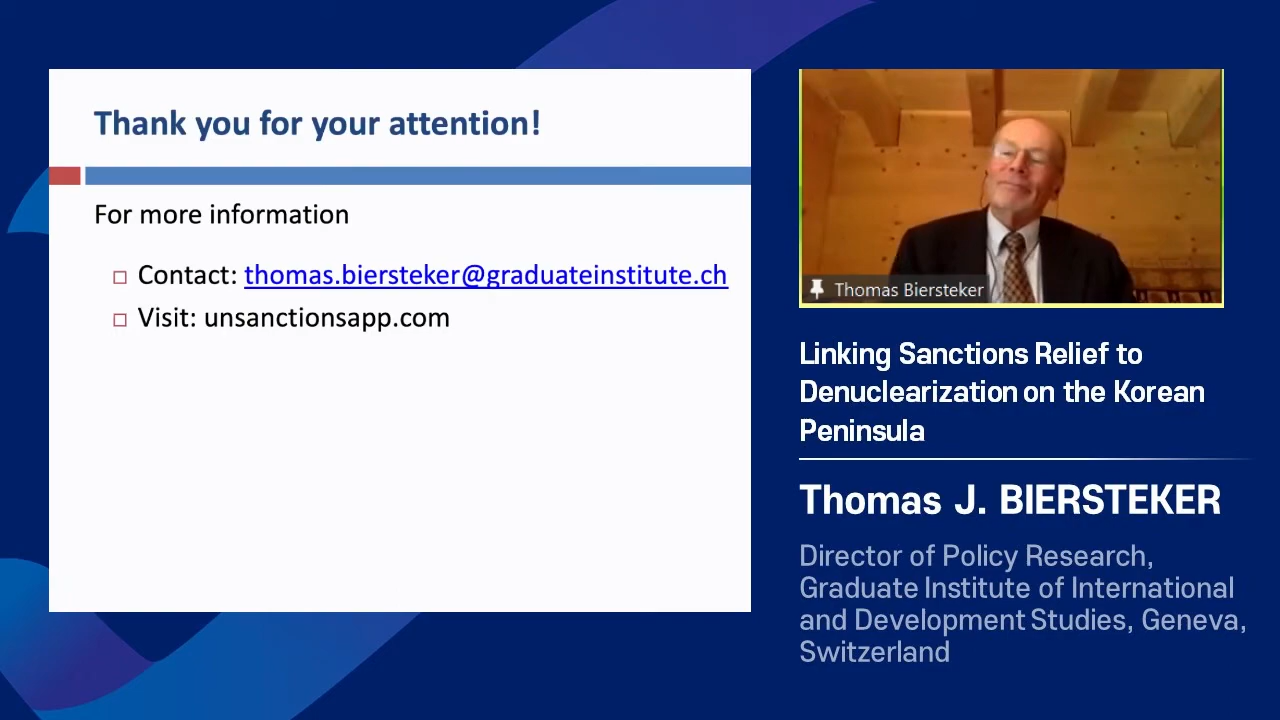 Thank you for your attention!
For more information
Contact: thomas.biersteker@graduateinstitute.ch
Visit: unsanctionsapp.com
Thomas Biersteker
Linking Sanctions Relief to
Denuclearization on the Korean
Peninsula
Thomas J. BIERSTEKER
Director of Policy Research,
Graduate Institute of International
and Development Studies, Geneva,
Switzerland